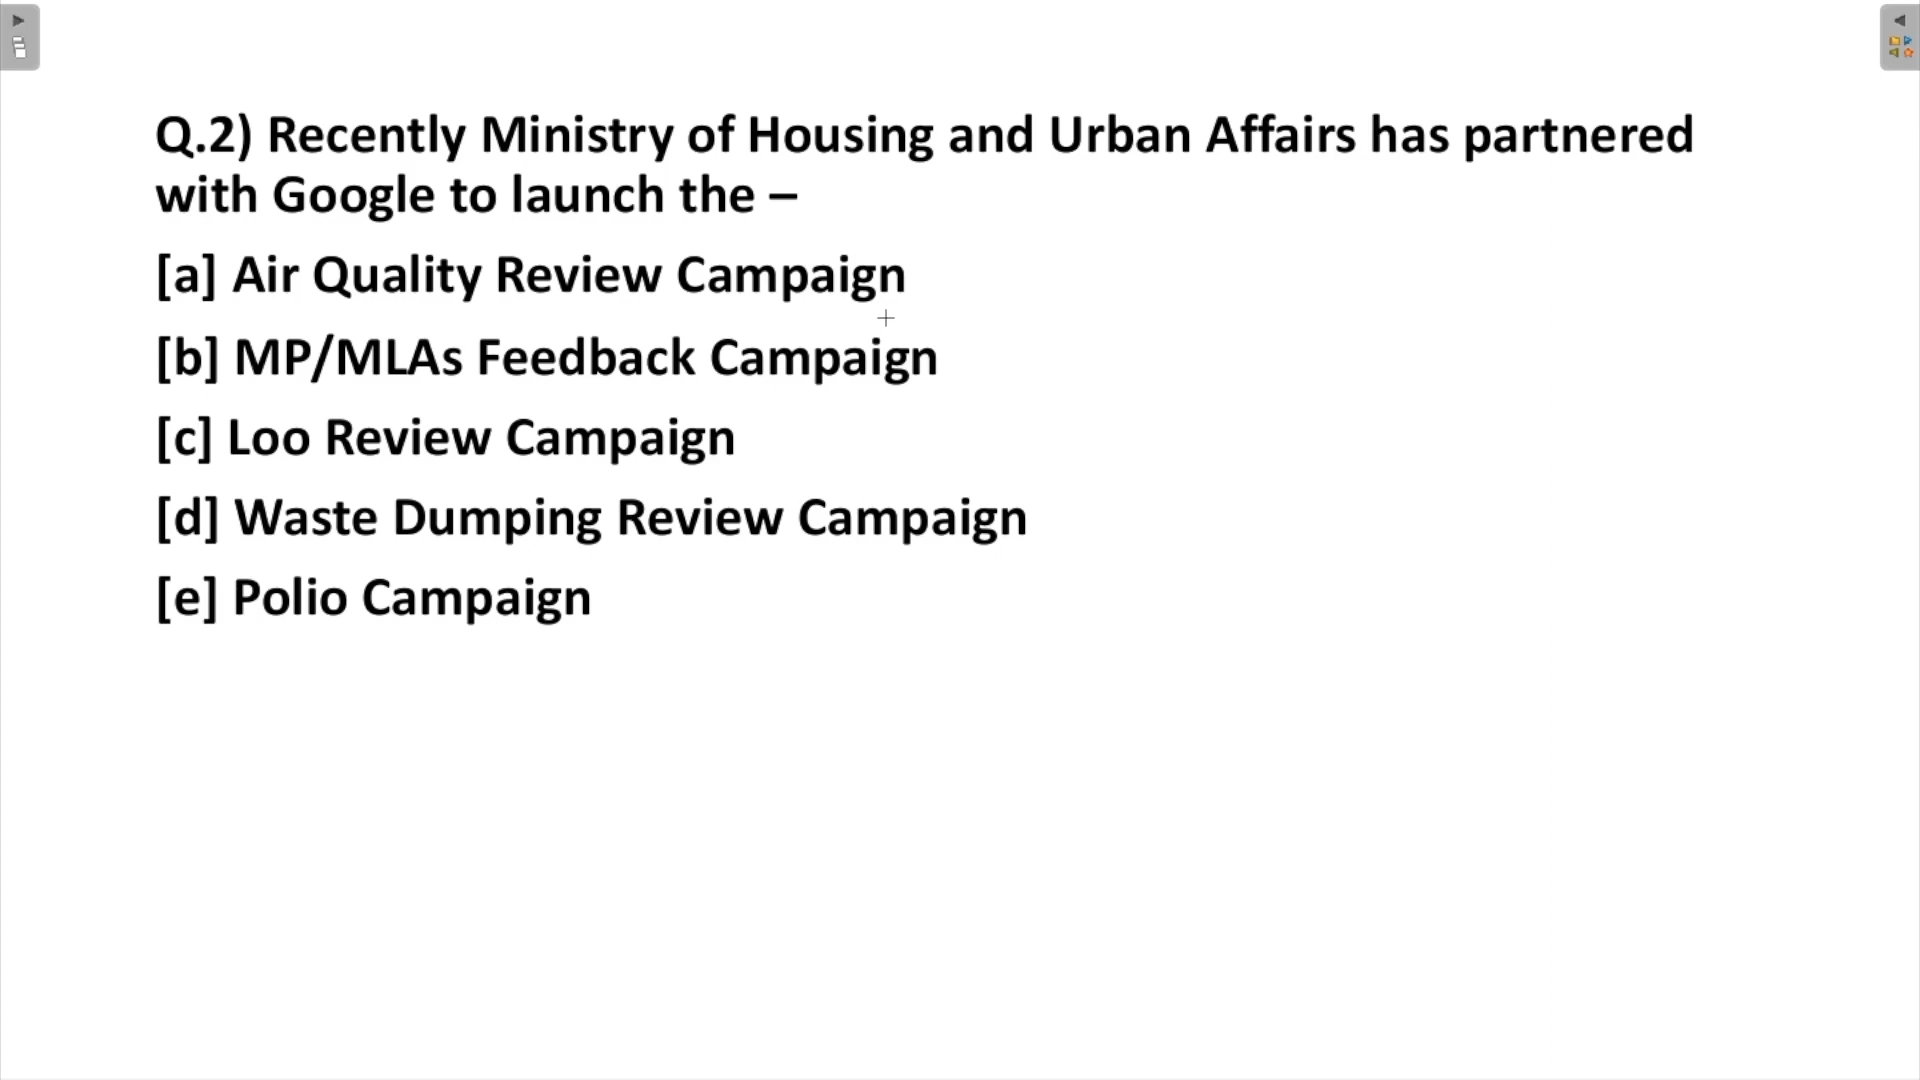 Q.2) Recently Ministry of Housing and Urban Affairs has partnered
with Google to launch the –
[a] Air Quality Review Campaign
[b] MP/MLAs Feedback Campaign
[c] Loo Review Campaign
[d] Waste Dumping Review Campaign
[e] Polio Campaign